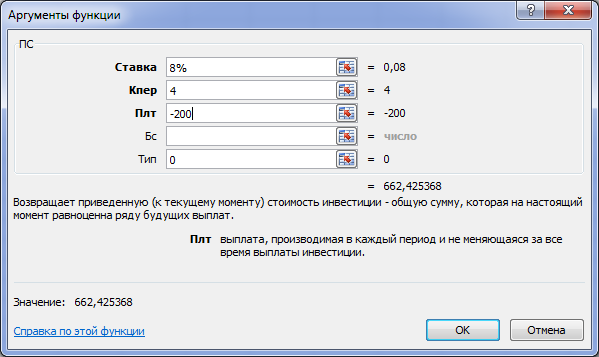 Аргументы функции
ПС
Ставка 8% = 0,08
Кпер 4 = 4
Плт -200 = -200
Бс = число
Тип 0 = 0
= 662,425368
Возвращает приведенную (к текущему моменту) стоимость инвестиции - общую сумму, которая на настоящий
момент равноценна ряду будущих выплат.
Плт выплата, производимая в каждый период и не меняющаяся за все
время выплаты инвестиции.
Значение: 662,425368
Справка по этой функции
ОК
Отмена